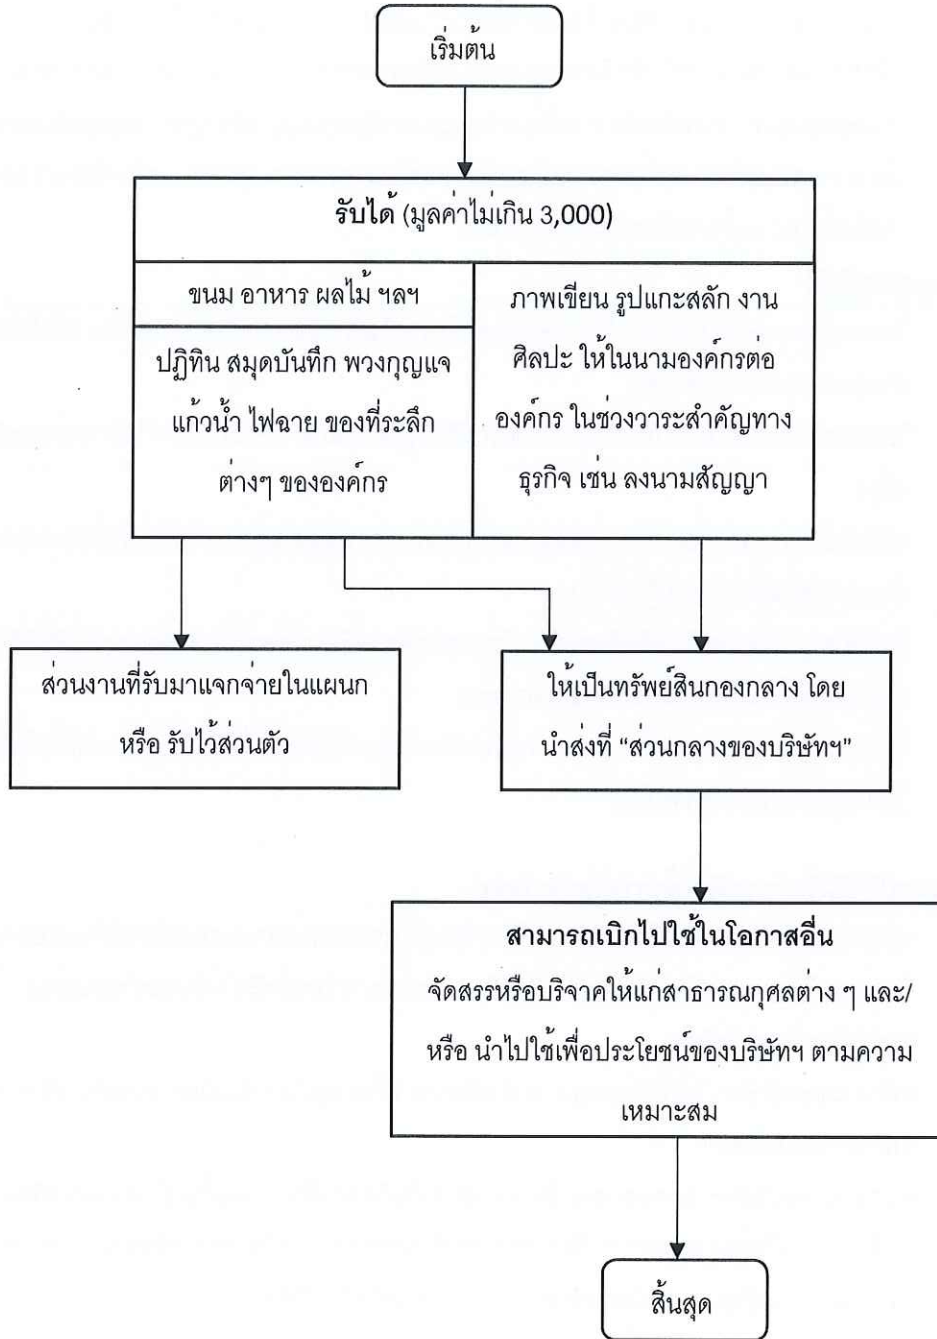 เริ่มต้น
รับได้ (มูลค่าไม่เกิน 3,000)
ขนม อาหาร ผลไม้ ฯลฯ
ปฏิทิน สมุดบันทึก พวงกุญแจ
แก้วน้ำ ไฟฉาย ของที่ระลึก
ต่างๆ ขององค์กร
ภาพเขียน รูปแกะสลัก งาน
ศิลปะ ให้ในนามองค์กรต่อ
องค์กร ในช่วงวาระสำคัญทาง
ธุรกิจ เช่น ลงนามสัญญา
ส่วนงานที่รับมาแจกจ่ายในแผนก
หรือ รับไว้ส่วนตัว
ให้เป็นทรัพย์สินกองกลาง โดย
นำส่งที่ “ส่วนกลางของบริษัทฯ”
สามารถเบิกไปใช้ในโอกาสอื่น
จัดสรรหรือบริจาคให้แก่สาธารณกุศลต่าง ๆ และ/
หรือ นำไปใช้เพื่อประโยชน์ของบริษัทฯ ตามความ
เหมาะสม
สิ้นสุด